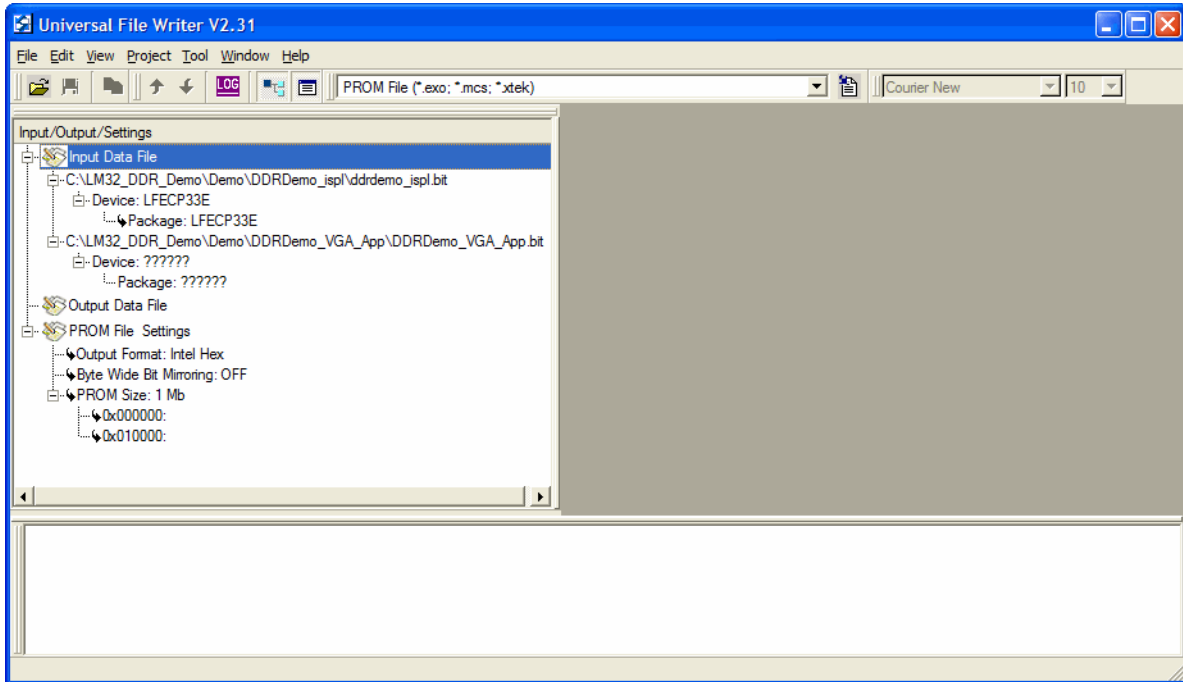 Universal File Writer V2.31
File Edit View Project Tool Window Help
LOG PROM File (*.exo; *.mcs; *.xtek) Courier New 10
Input/Output/Settings
Input Data File
C:\LM32_DDR_Demo\Demo\DDRDemo_ispl\ddrdemo_ispl.bit
Device: LFECP33E
Package: LFECP33E
C:\LM32_DDR_Demo\Demo\DDRDemo_VGA_App\DDRDemo_VGA_App.bit
Device: ??????
Package: ??????
Output Data File
PROM File Settings
Output Format: Intel Hex
Byte Wide Bit Mirroring: OFF
PROM Size: 1 Mb
0x000000:
0x010000: